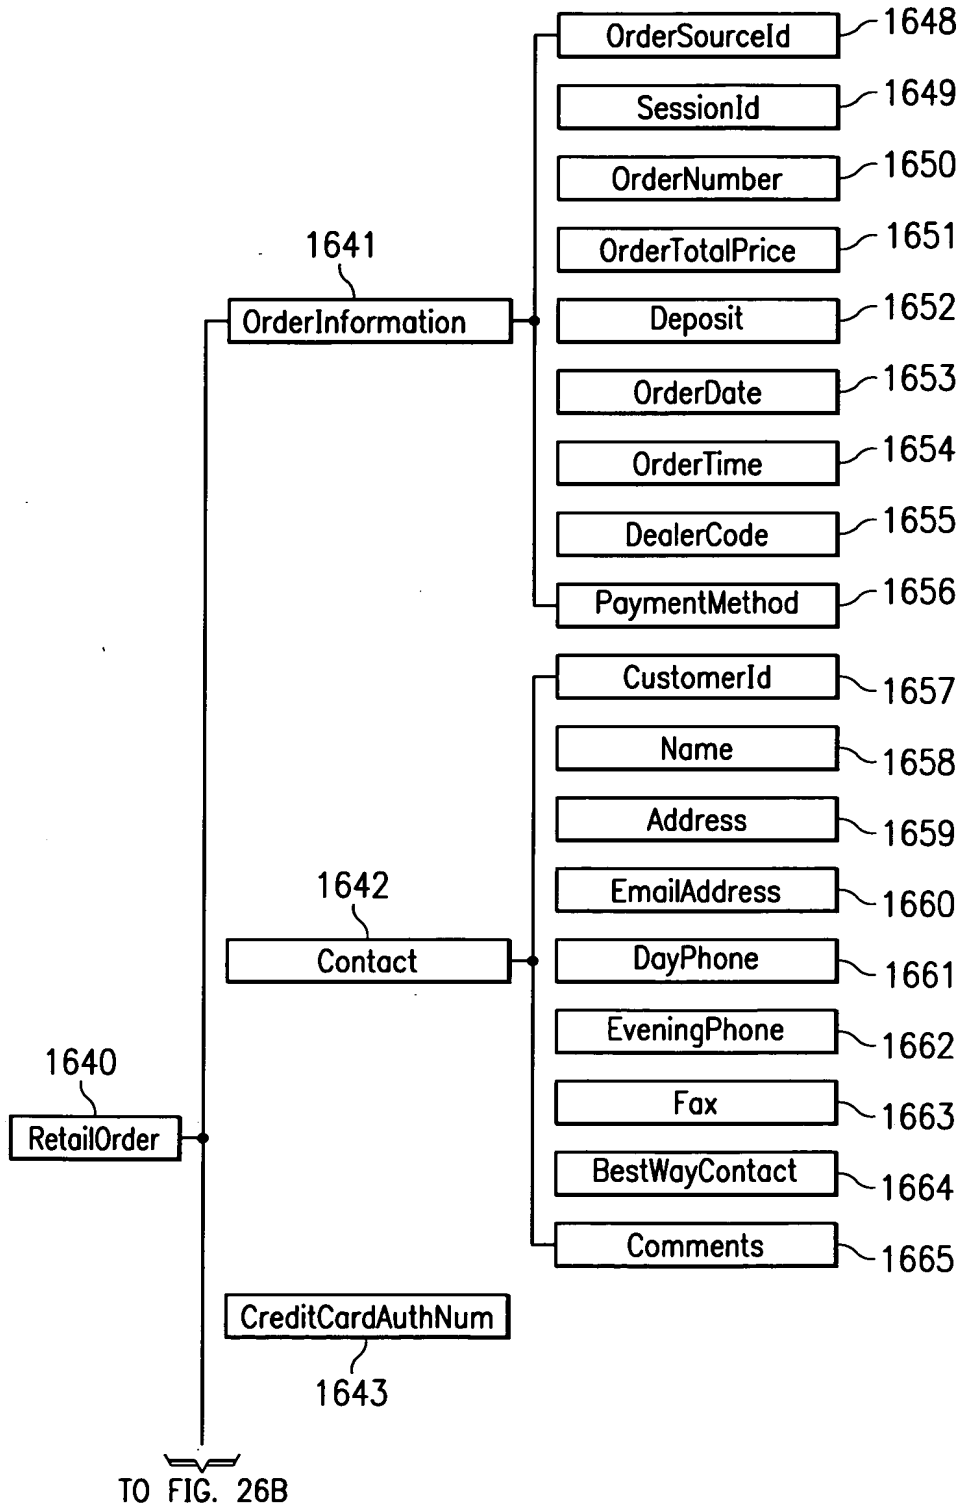 OrderSourceId 1648
SessionId 1649
OrderNumber 1650
OrderTotalPrice 1651
1641
OrderInformation
Deposit 1652
OrderDate 1653
OrderTime 1654
DealerCode 1655
PaymentMethod 1656
CustomerId 1657
Name 1658
Address 1659
1642
EmailAddress 1660
Contact
DayPhone 1661
EveningPhone 1662
1640
RetailOrder
Fax 1663
BestWayContact 1664
Comments 1665
CreditCardAuthNum
1643
TO FIG. 26B